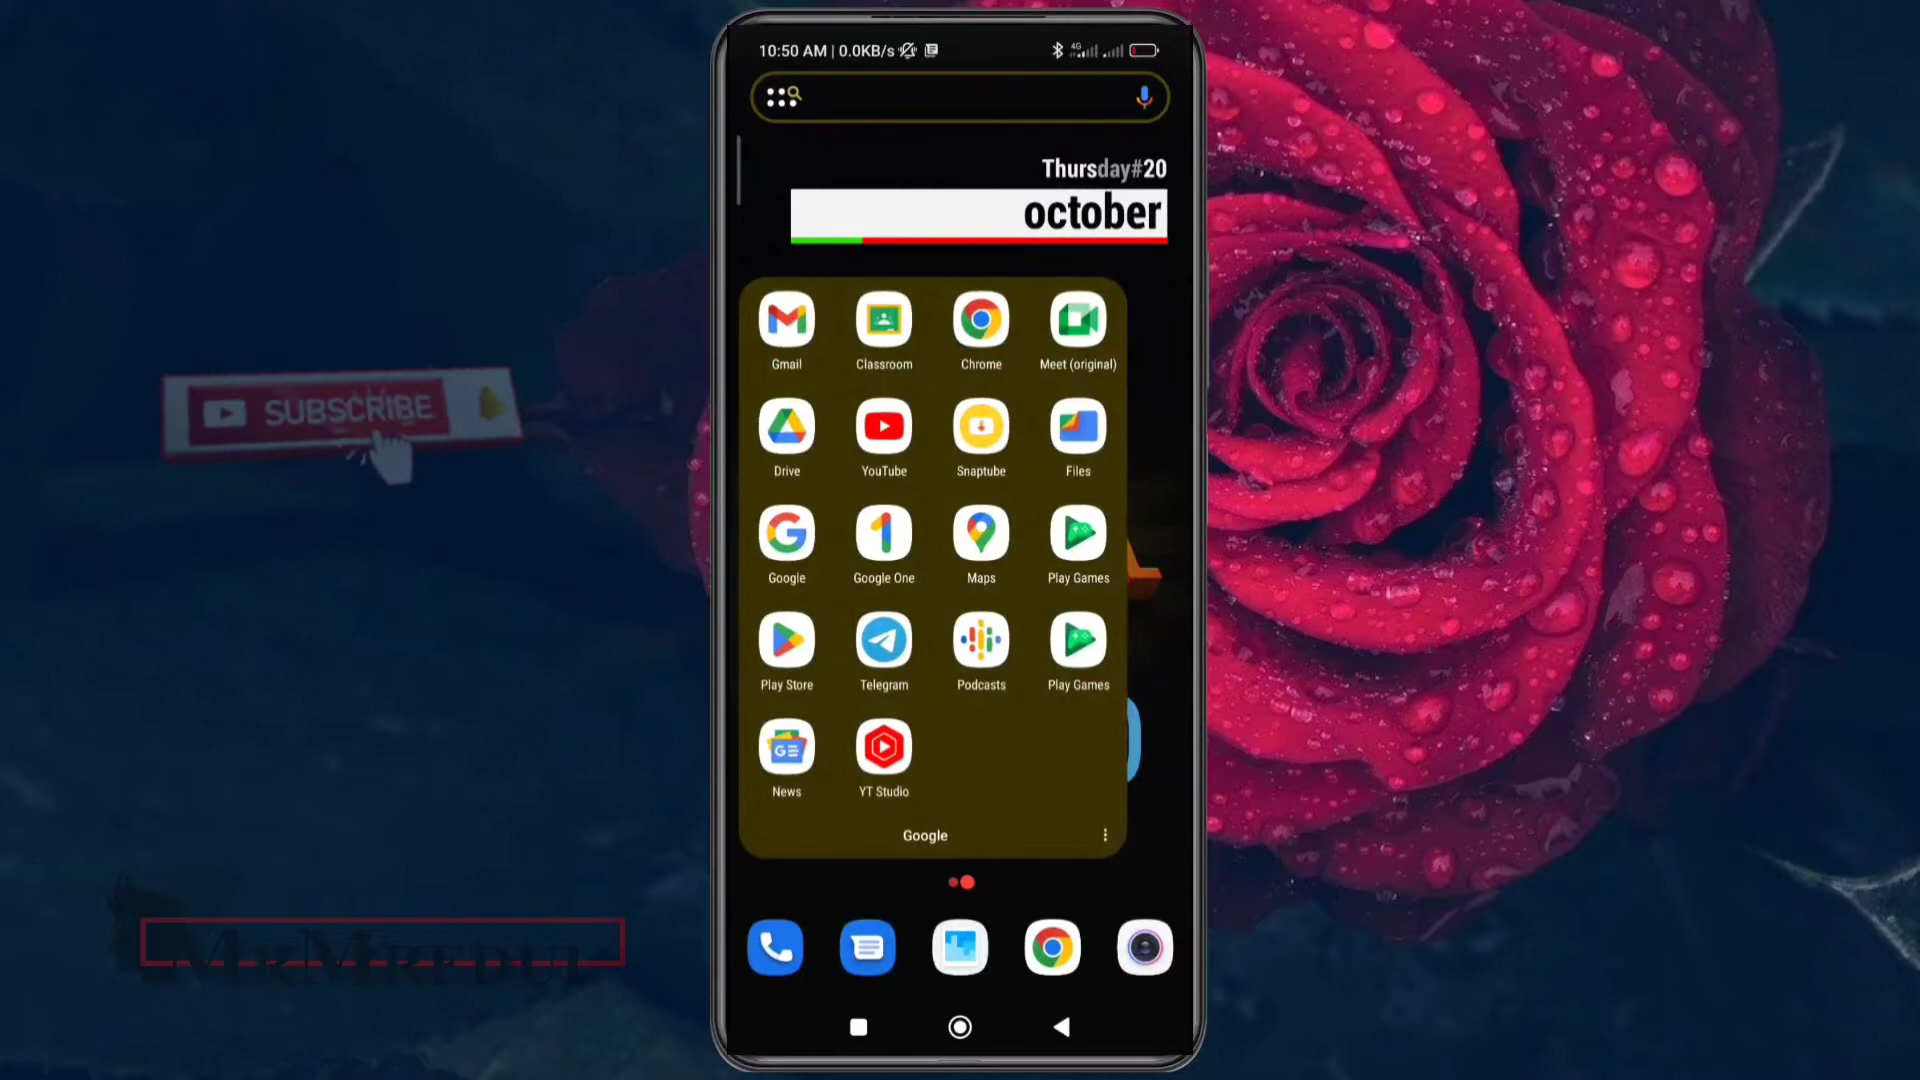 10:50 AM | 0.0KB/s
4G
Thursday#20
october
Gmail
Classroom
Chrome
Meet (original)
Drive
YouTube
Snaptube
Files
Google
Google One
Maps
Play Games
Play Store
Telegram
Podcasts
Play Games
News
YT Studio
Google
SUBSCRIBE